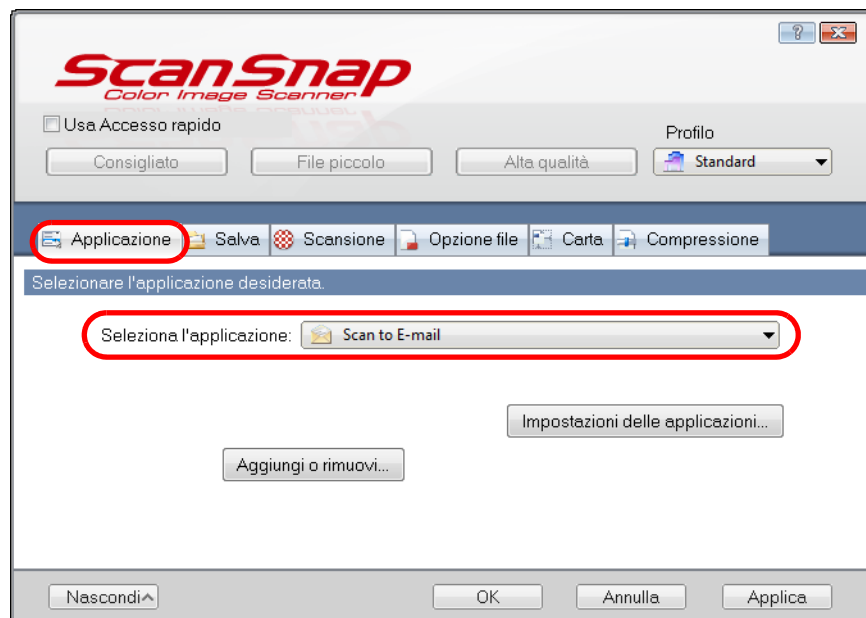 ScanSnap
Color Image Scanner
Usa Accesso rapido
Profilo
Consigliato File piccolo Alta qualità Standard
Applicazione Salva Scansione Opzione file Carta Compressione
Selezionare l'applicazione desiderata.
Seleziona l'applicazione: Scan to E-mail
Impostazioni delle applicazioni...
Aggiungi o rimuovi...
Nascondi OK Annulla Applica